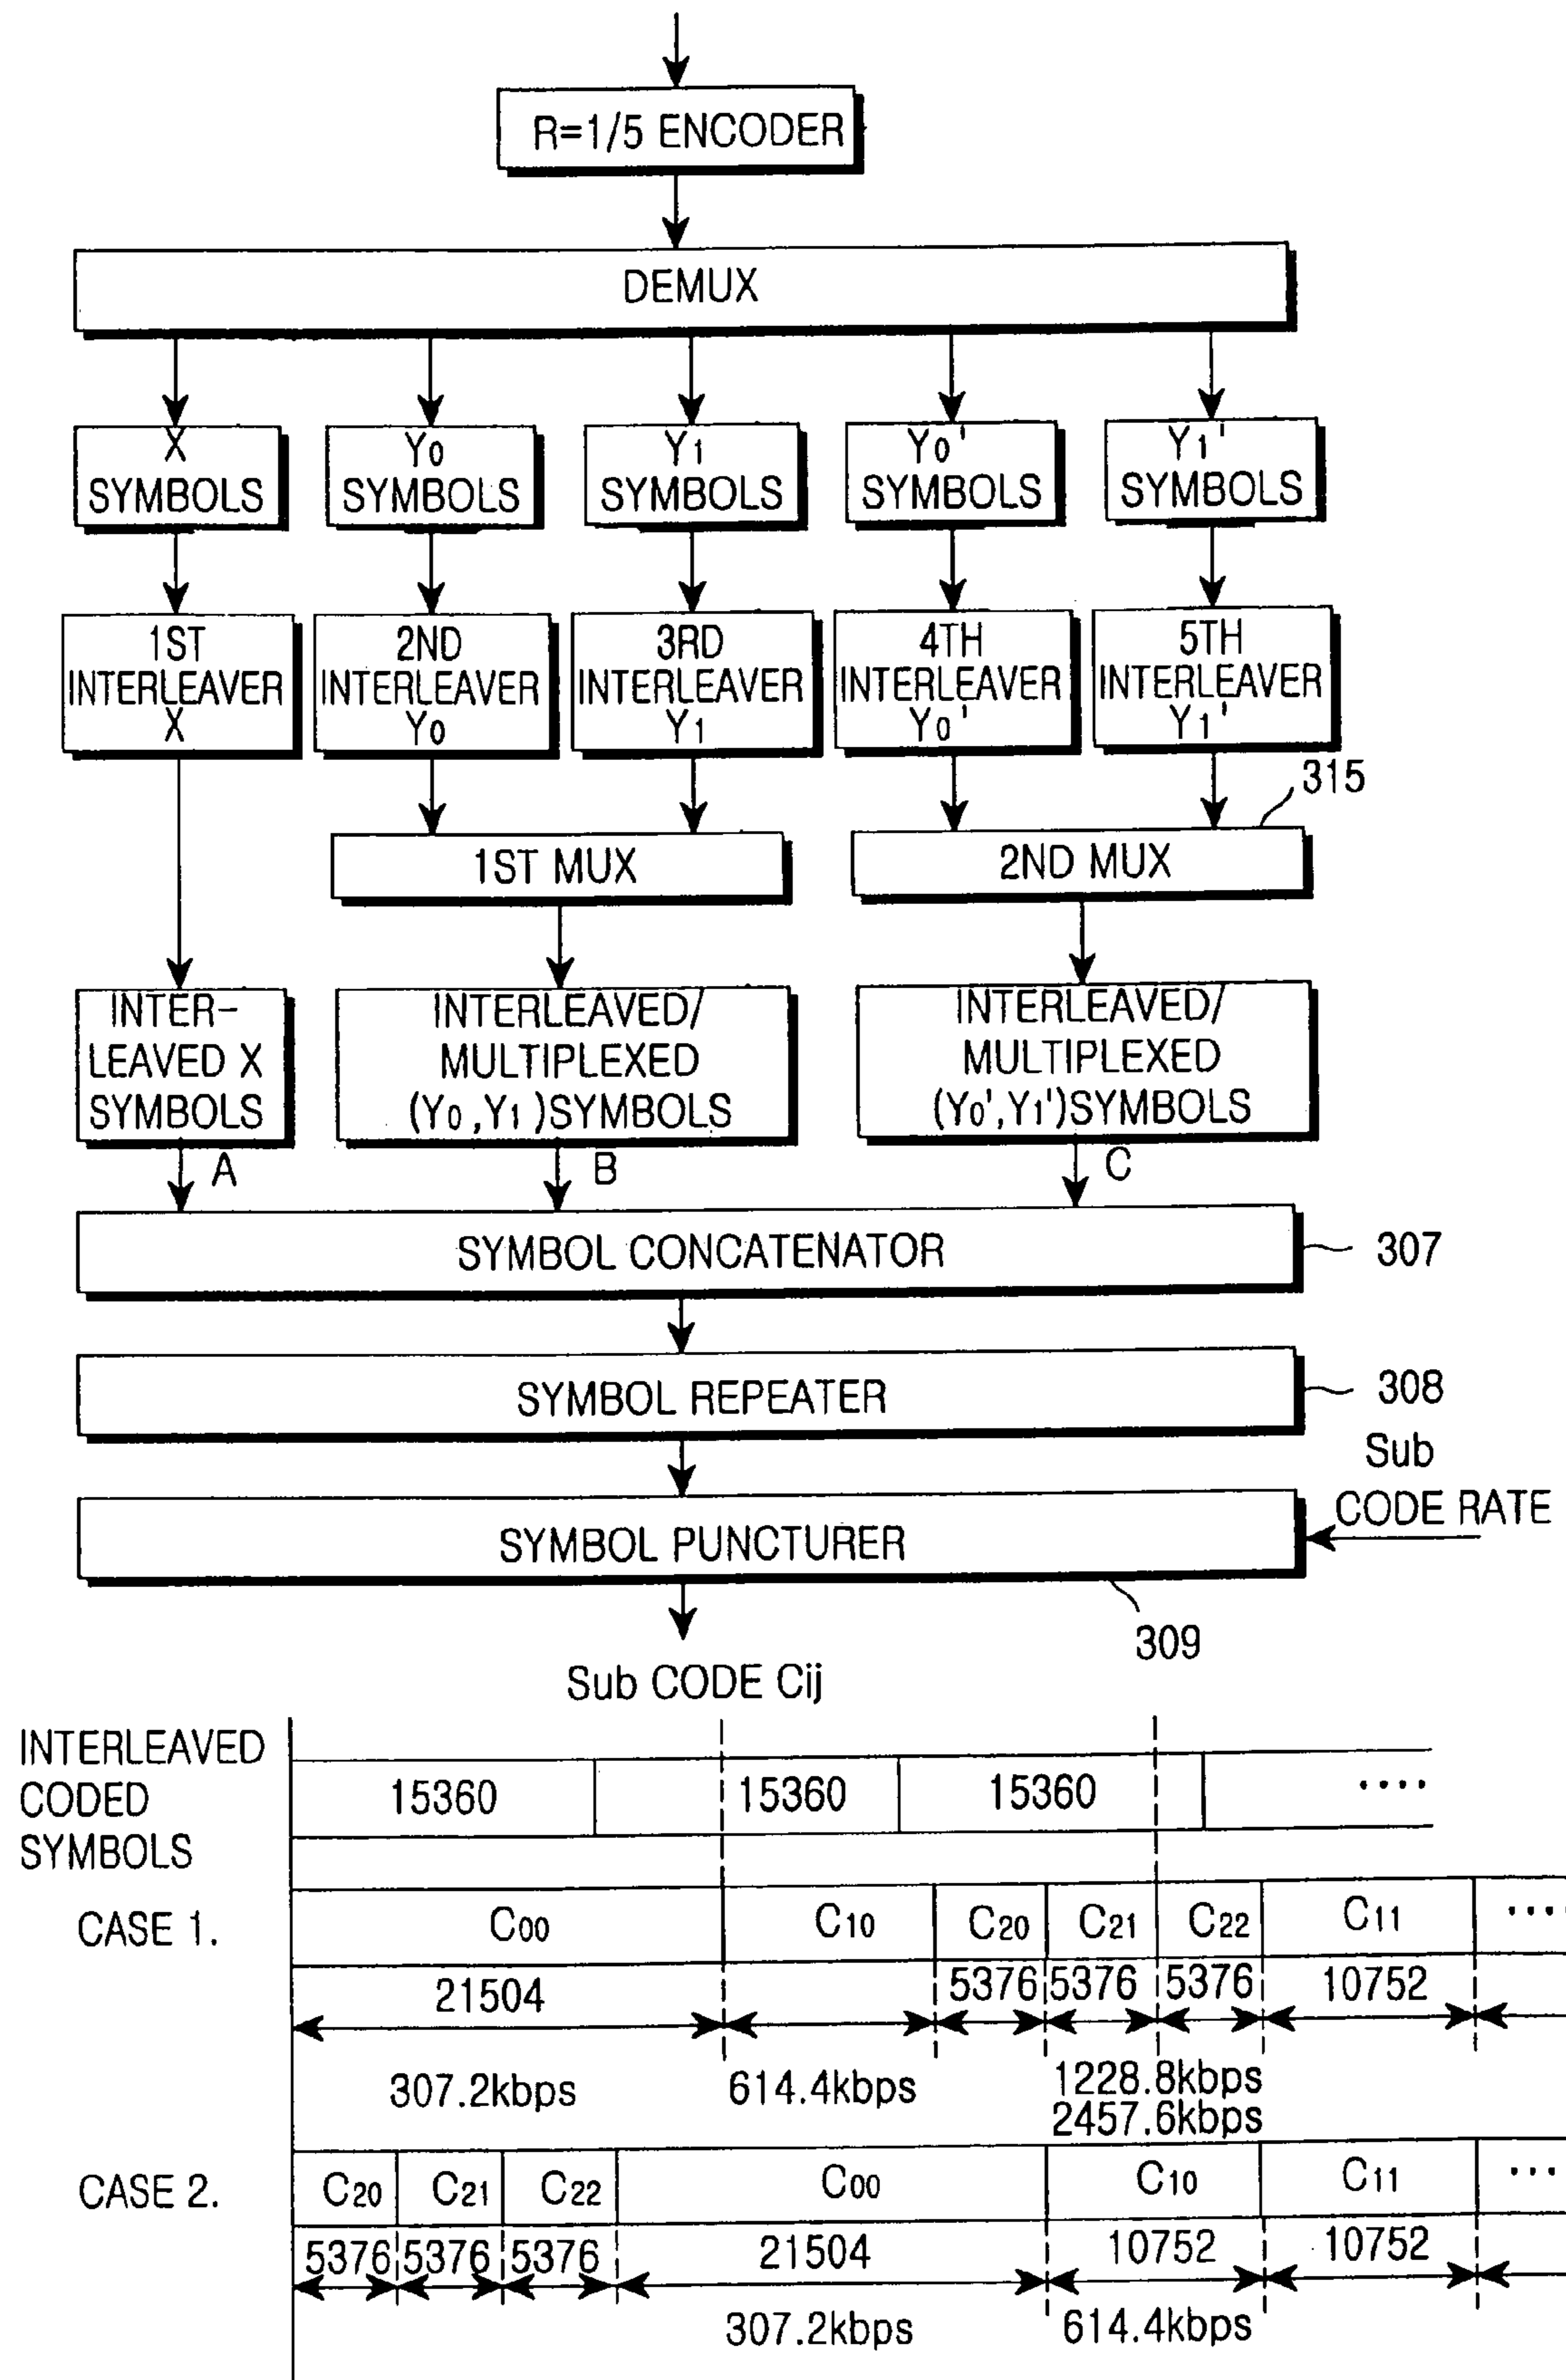 R=1/5 ENCODER
DEMUX
X
SYMBOLS
Y0
SYMBOLS
Y1
SYMBOLS
Y0'
SYMBOLS
Y1'
SYMBOLS
1ST
INTERLEAVER
X
2ND
INTERLEAVER
Y0
3RD
INTERLEAVER
Y1
4TH
INTERLEAVER
Y0'
5TH
INTERLEAVER
Y1'
315
1ST MUX
2ND MUX
INTER-
LEAVED X
SYMBOLS
INTERLEAVED/
MULTIPLEXED
(Y0,Y1)SYMBOLS
INTERLEAVED/
MULTIPLEXED
(Y0',Y1')SYMBOLS
A
B
C
SYMBOL CONCATENATOR
307
SYMBOL REPEATER
308
Sub
CODE RATE
SYMBOL PUNCTURER
309
Sub CODE Cij
INTERLEAVED
CODED
SYMBOLS
15360
15360
15360
....
CASE 1.
C00
C10
C20
C21
C22
C11
....
21504
5376
5376
5376
10752
307.2kbps
614.4kbps
1228.8kbps
2457.6kbps
CASE 2.
C20
C21
C22
C00
C10
C11
...
5376
5376
5376
21504
10752
10752
307.2kbps
614.4kbps